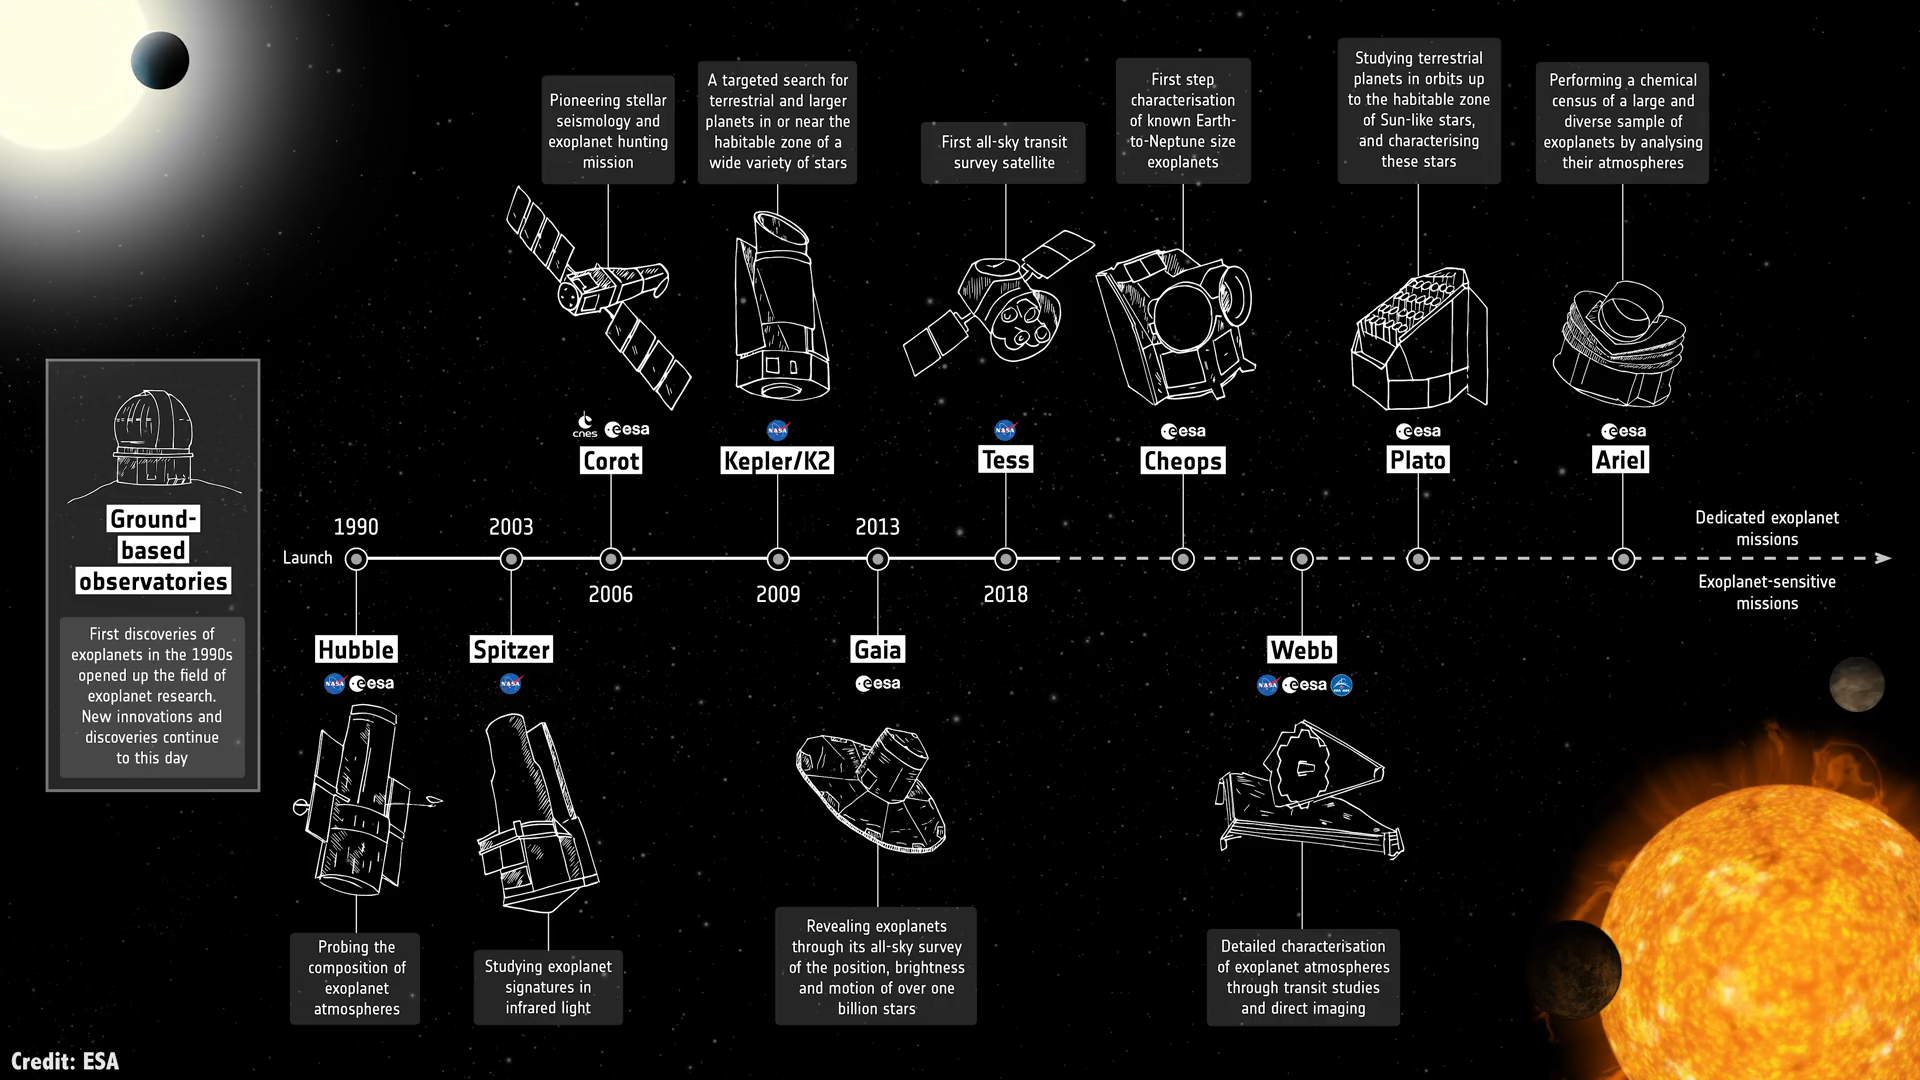 Pioneering stellar
seismology and
exoplanet hunting
mission
A targeted search for
terrestrial and larger
planets in or near the
habitable zone of a
wide variety of stars
First all-sky transit
survey satellite
First step
characterisation
of known Earth-
to-Neptune size
exoplanets
Studying terrestrial
planets in orbits up
to the habitable zone
of Sun-like stars,
and characterising
these stars
Performing a chemical
census of a large and
diverse sample of
exoplanets by analysing
their atmospheres
cnes esa
Corot
NASA
Kepler/K2
NASA
Tess
esa
Cheops
esa
Plato
esa
Ariel
Ground-
based
observatories
First discoveries of
exoplanets in the 1990s
opened up the field of
exoplanet research.
New innovations and
discoveries continue
to this day
1990
2003
2013
Launch
2006
2009
2018
Dedicated exoplanet
missions
Exoplanet-sensitive
missions
Hubble
NASA esa
Spitzer
NASA
Gaia
esa
Webb
NASA esa
Probing the
composition of
exoplanet
atmospheres
Studying exoplanet
signatures in
infrared light
Revealing exoplanets
through its all-sky survey
of the position, brightness
and motion of over one
billion stars
Detailed characterisation
of exoplanet atmospheres
through transit studies
and direct imaging
Credit: ESA